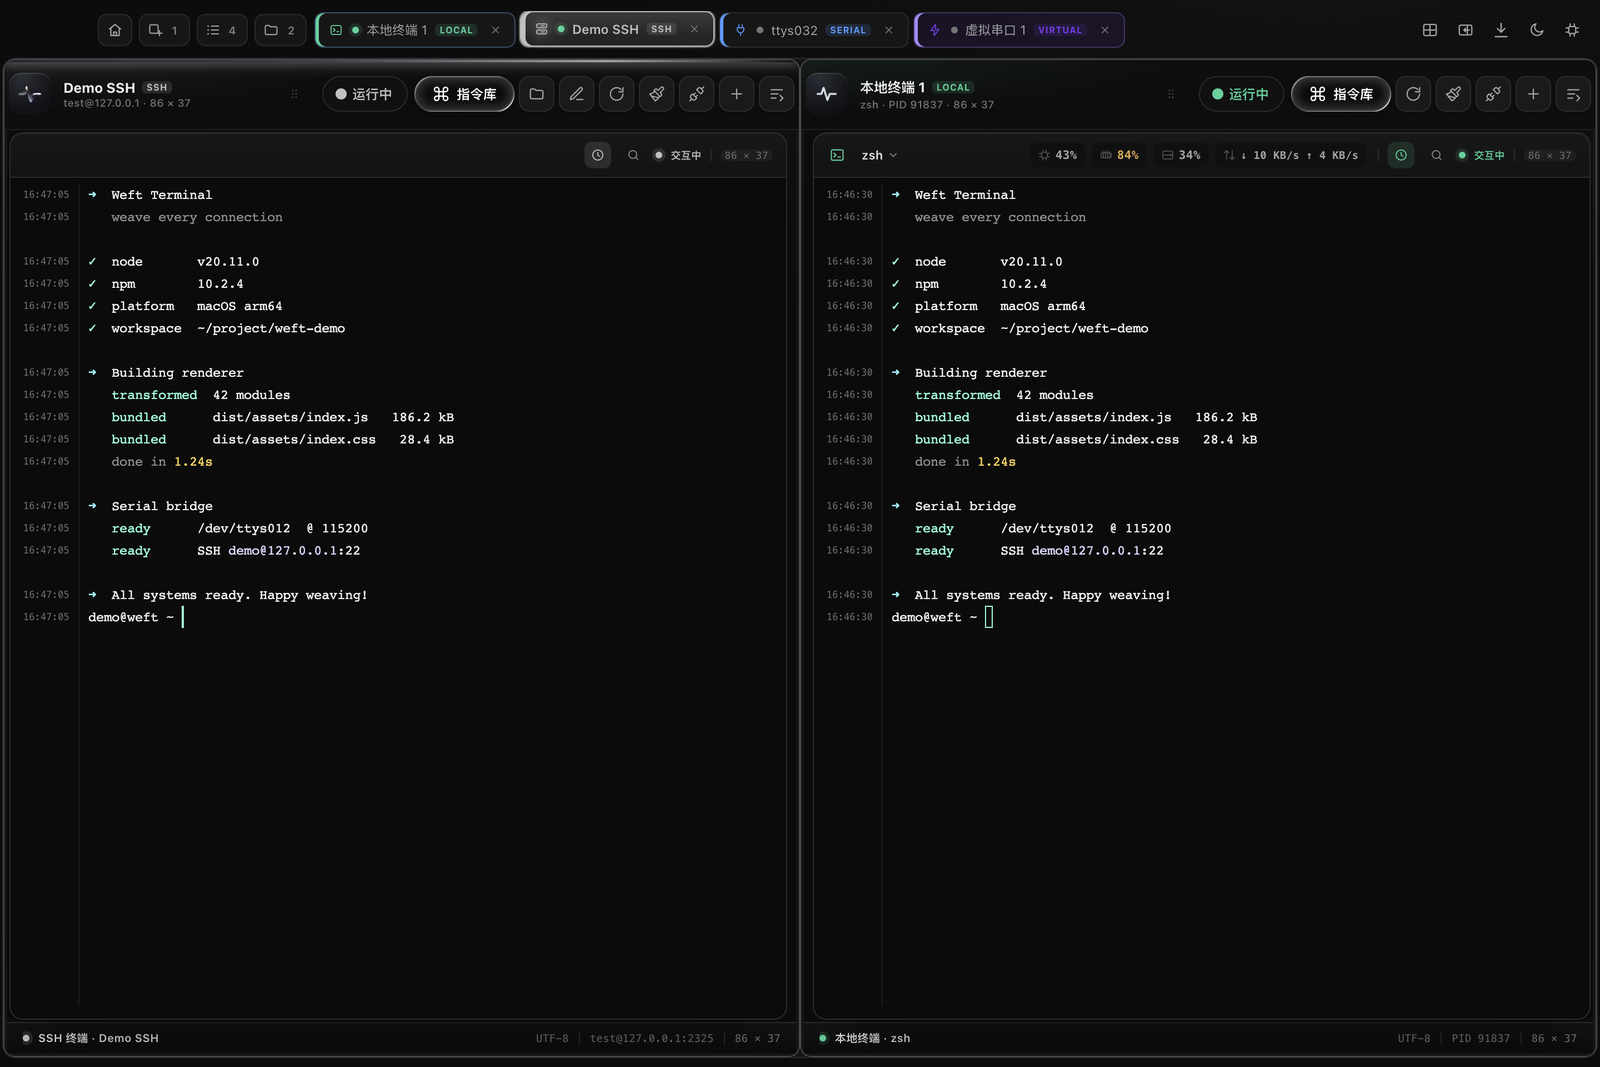 1
4
2
本地终端 1 LOCAL
Demo SSH SSH
ttys032 SERIAL
虚拟串口 1 VIRTUAL
Demo SSH SSH
test@127.0.0.1 · 86 × 37
运行中
指令库
交互中
86 × 37
16:47:05 ➜ Weft Terminal
16:47:05 weave every connection
16:47:05 ✓ node v20.11.0
16:47:05 ✓ npm 10.2.4
16:47:05 ✓ platform macOS arm64
16:47:05 ✓ workspace ~/project/weft-demo
16:47:05 ➜ Building renderer
16:47:05 transformed 42 modules
16:47:05 bundled dist/assets/index.js 186.2 kB
16:47:05 bundled dist/assets/index.css 28.4 kB
16:47:05 done in 1.24s
16:47:05 ➜ Serial bridge
16:47:05 ready /dev/ttys012 @ 115200
16:47:05 ready SSH demo@127.0.0.1:22
16:47:05 ➜ All systems ready. Happy weaving!
16:47:05 demo@weft ~
SSH 终端 · Demo SSH
UTF-8 test@127.0.0.1:2325 86 × 37
本地终端 1 LOCAL
zsh · PID 91837 · 86 × 37
运行中
指令库
zsh
43%
84%
34%
↓ 10 KB/s ↑ 4 KB/s
交互中
86 × 37
16:46:30 ➜ Weft Terminal
16:46:30 weave every connection
16:46:30 ✓ node v20.11.0
16:46:30 ✓ npm 10.2.4
16:46:30 ✓ platform macOS arm64
16:46:30 ✓ workspace ~/project/weft-demo
16:46:30 ➜ Building renderer
16:46:30 transformed 42 modules
16:46:30 bundled dist/assets/index.js 186.2 kB
16:46:30 bundled dist/assets/index.css 28.4 kB
16:46:30 done in 1.24s
16:46:30 ➜ Serial bridge
16:46:30 ready /dev/ttys012 @ 115200
16:46:30 ready SSH demo@127.0.0.1:22
16:46:30 ➜ All systems ready. Happy weaving!
16:46:30 demo@weft ~
本地终端 · zsh
UTF-8 PID 91837 86 × 37